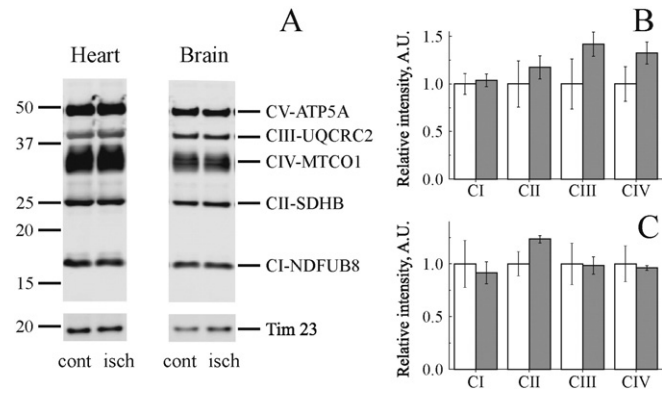 A
Heart Brain
50
37
25
20
15
20
CV-ATP5A
CIII-UQCRC2
CIV-MTCO1
CII-SDHB
CI-NDFUB8
Tim 23
cont isch cont isch
B
Relative intensity, A.U.
1.5
1.0
0.5
0.0
CI CII CIII CIV
C
Relative intensity, A.U.
1.0
0.5
0.0
CI CII CIII CIV